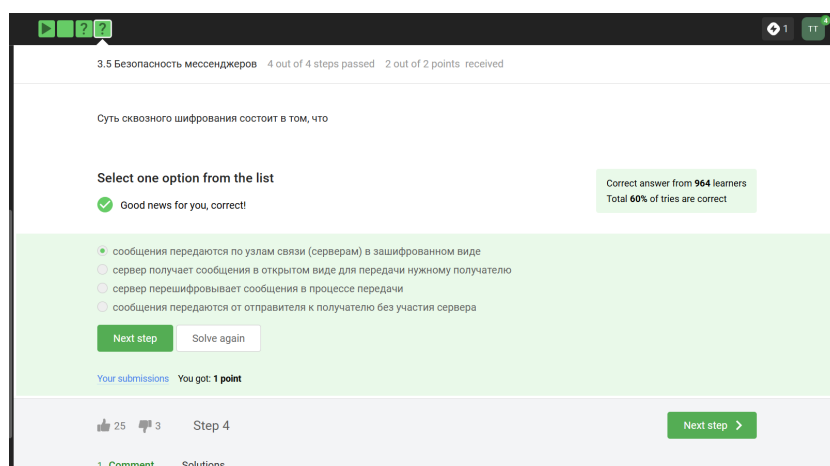 ? ?
1 TT 4
3.5 Безопасность мессенджеров 4 out of 4 steps passed 2 out of 2 points received
Суть сквозного шифрования состоит в том, что
Select one option from the list
Good news for you, correct!
Correct answer from 964 learners
Total 60% of tries are correct
сообщения передаются по узлам связи (серверам) в зашифрованном виде
сервер получает сообщения в открытом виде для передачи нужному получателю
сервер перешифровывает сообщения в процессе передачи
сообщения передаются от отправителя к получателю без участия сервера
Next step Solve again
Your submissions You got: 1 point
25 3 Step 4 Next step
1 Comment Solutions